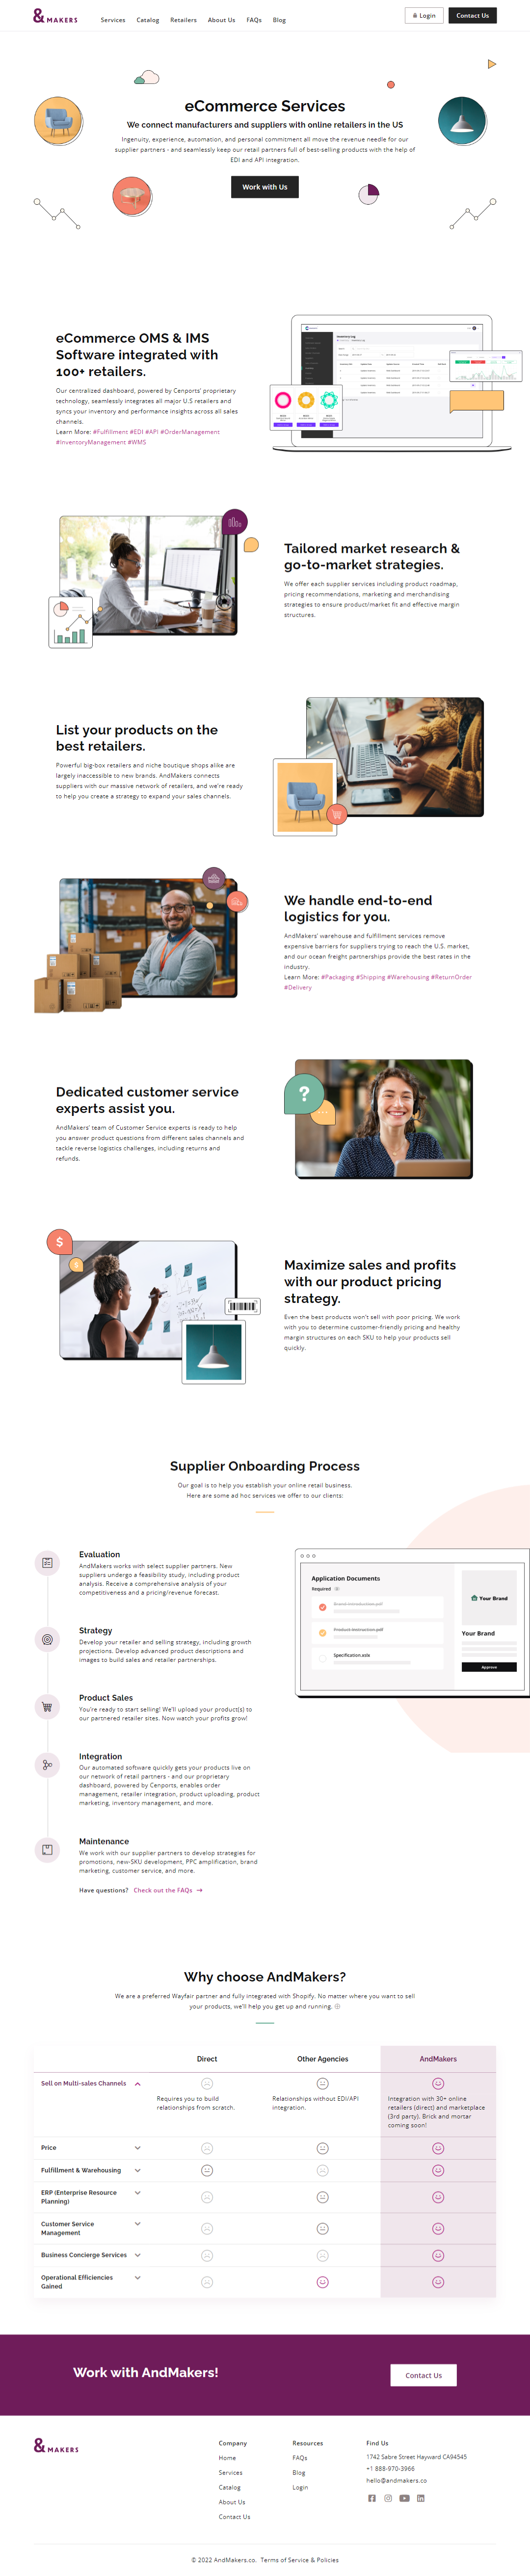 & MAKERS
Services Catalog Retailers About Us FAQs Blog
Login
Contact Us
eCommerce Services
We connect manufacturers and suppliers with online retailers in the US
Ingenuity, experience, automation, and personal commitment all move the revenue needle for our
supplier partners - and seamlessly keep our retail partners full of best-selling products with the help of
EDI and API integration.
Work with Us
eCommerce OMS & IMS
Software integrated with
100+ retailers.
Our centralized dashboard, powered by Cenports' proprietary
technology, seamlessly integrates all major U.S retailers and
syncs your inventory and performance insights across all sales
channels.
Learn More: #Fulfillment #EDI #API #OrderManagement
#InventoryManagement #WMS
Tailored market research &
go-to-market strategies.
We offer each supplier services including product roadmap,
pricing recommendations, marketing and merchandising
strategies to ensure product/market fit and effective margin
structures.
List your products on the
best retailers.
Powerful big-box retailers and niche boutique shops alike are
largely inaccessible to new brands. AndMakers connects
suppliers with our massive network of retailers, and we're ready
to help you create a strategy to expand your sales channels.
We handle end-to-end
logistics for you.
AndMakers' warehouse and fulfillment services remove
expensive barriers for suppliers trying to reach the U.S. market,
and our ocean freight partnerships provide the best rates in the
industry.
Learn More: #Packaging #Shipping #Warehousing #ReturnOrder
#Delivery
Dedicated customer service
experts assist you.
AndMakers' team of Customer Service experts is ready to help
you answer product questions from different sales channels and
tackle reverse logistics challenges, including returns and
refunds.
?
$
$
Maximize sales and profits
with our product pricing
strategy.
Even the best products won't sell with poor pricing. We work
with you to determine customer-friendly pricing and healthy
margin structures on each SKU to help your products sell
quickly.
Supplier Onboarding Process
Our goal is to help you establish your online retail business.
Here are some ad hoc services we offer to our clients:
Evaluation
AndMakers works with select supplier partners. New
suppliers undergo a feasibility study, including product
analysis. Receive a comprehensive analysis of your
competitiveness and a pricing/revenue forecast.
Strategy
Develop your retailer and selling strategy, including growth
projections. Develop advanced product descriptions and
images to build sales and retailer partnerships.
Product Sales
You're ready to start selling! We'll upload your product(s) to
our partnered retailer sites. Now watch your profits grow!
Integration
Our automated software quickly gets your products live on
our network of retail partners - and our proprietary
dashboard, powered by Cenports, enables order
management, retailer integration, product uploading, product
marketing, inventory management, and more.
Maintenance
We work with our supplier partners to develop strategies for
promotions, new-SKU development, PPC amplification, brand
marketing, customer service, and more.
Have questions? Check out the FAQs →
Application Documents
Required
Brand Introduction.pdf
Product Instruction.pdf
Specification.xslx
Your Brand
Your Brand
Approve
Why choose AndMakers?
We are a preferred Wayfair partner and fully integrated with Shopify. No matter where you want to sell
your products, we'll help you get up and running.
Direct Other Agencies AndMakers
Sell on Multi-sales Channels
Requires you to build
relationships from scratch.
Relationships without EDI/API
integration.
Integration with 30+ online
retailers (direct) and marketplace
(3rd party). Brick and mortar
coming soon!
Price
Fulfillment & Warehousing
ERP (Enterprise Resource
Planning)
Customer Service
Management
Business Concierge Services
Operational Efficiencies
Gained
Work with AndMakers!
Contact Us
& MAKERS
Company
Home
Services
Catalog
About Us
Contact Us
Resources
FAQs
Blog
Login
Find Us
1742 Sabre Street Hayward CA94545
+1 888-970-3966
hello@andmakers.co
© 2022 AndMakers.co. Terms of Service & Policies